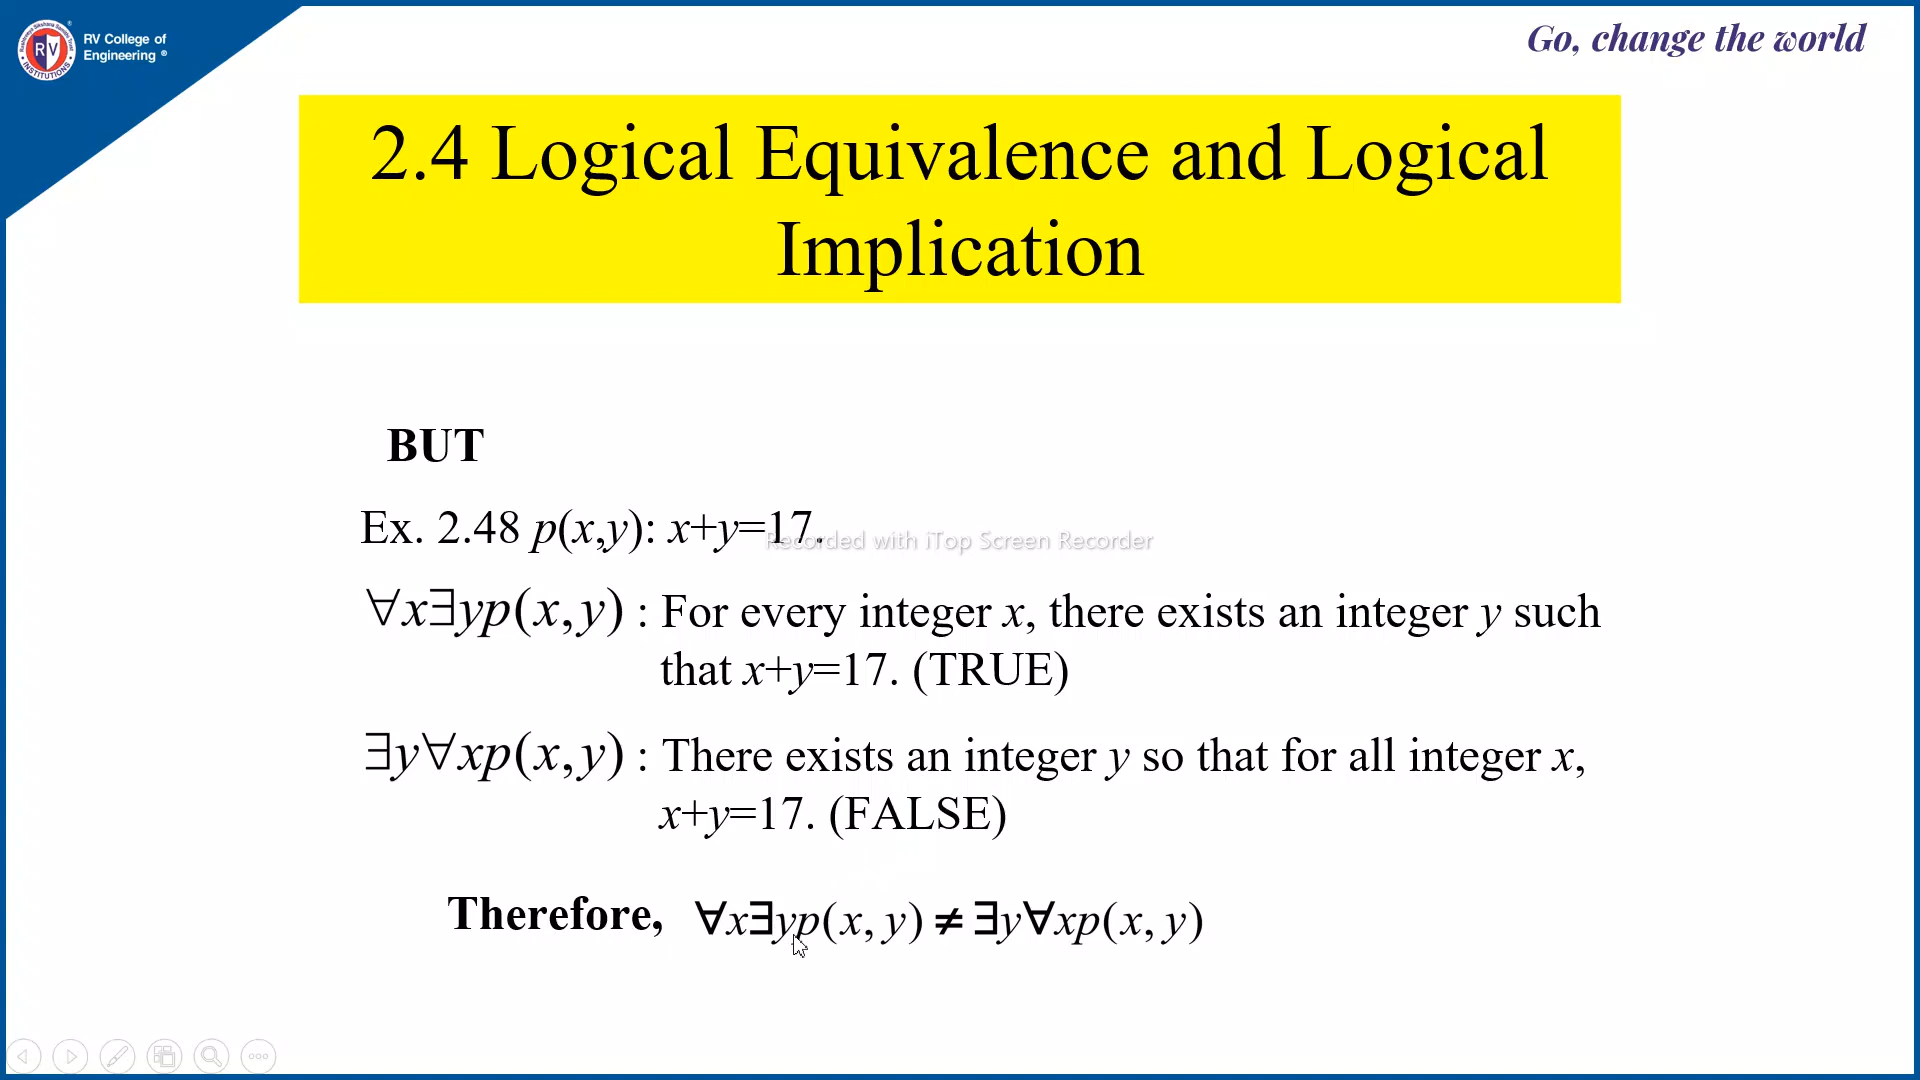 RV College of
Engineering ®
Go, change the world
2.4 Logical Equivalence and Logical
Implication
BUT
Ex. 2.48 p(x,y): x+y=17.
Recorded with iTop Screen Recorder
∀x∃yp(x,y) : For every integer x, there exists an integer y such
that x+y=17. (TRUE)
∃y∀xp(x,y) : There exists an integer y so that for all integer x,
x+y=17. (FALSE)
Therefore, ∀x∃yp(x,y) ≠ ∃y∀xp(x,y)
RV
INSTITUTIONS